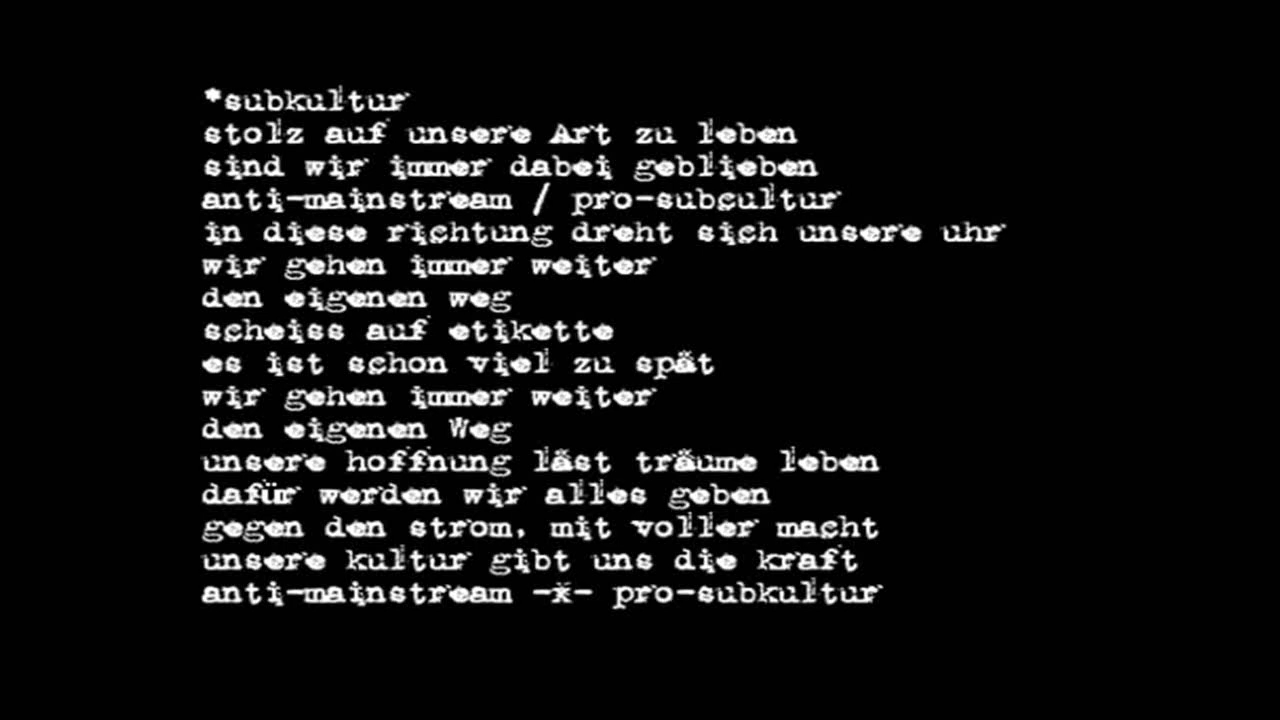 *subkultur
stolz auf unsere Art zu leben
sind wir immer dabei geblieben
anti-mainstream / pro-subcultur
in diese richtung dreht sich unsere uhr
wir gehen immer weiter
den eigenen weg
scheiss auf etikette
es ist schon viel zu spät
wir gehen immer weiter
den eigenen Weg
unsere hoffnung läst träume leben
dafür werden wir alles geben
gegen den strom, mit voller macht
unsere kultur gibt uns die kraft
anti-mainstream -x- pro-subkultur